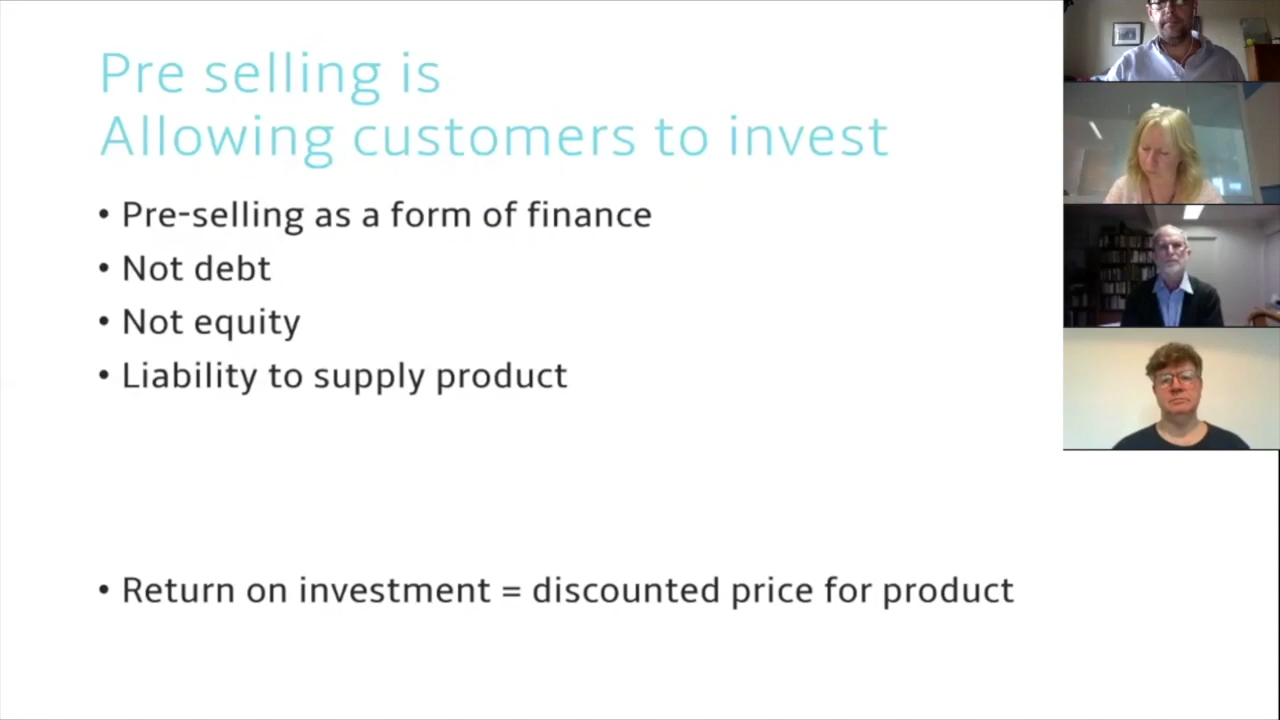 Pre selling is
Allowing customers to invest
• Pre-selling as a form of finance
• Not debt
• Not equity
• Liability to supply product
• Return on investment = discounted price for product